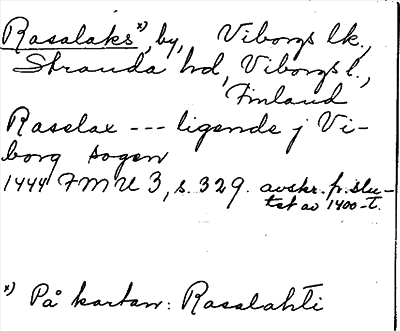 Rasalaks*), by, Viborgs lk.,
Stranda hd, Viborgs l.,
Finland
Raselax --- ligende j Vi-
borg sogen
1444 FMU 3, s. 329. avskr. fr. slu-
tet av 1400-t.
*) På kartan: Rasalahti